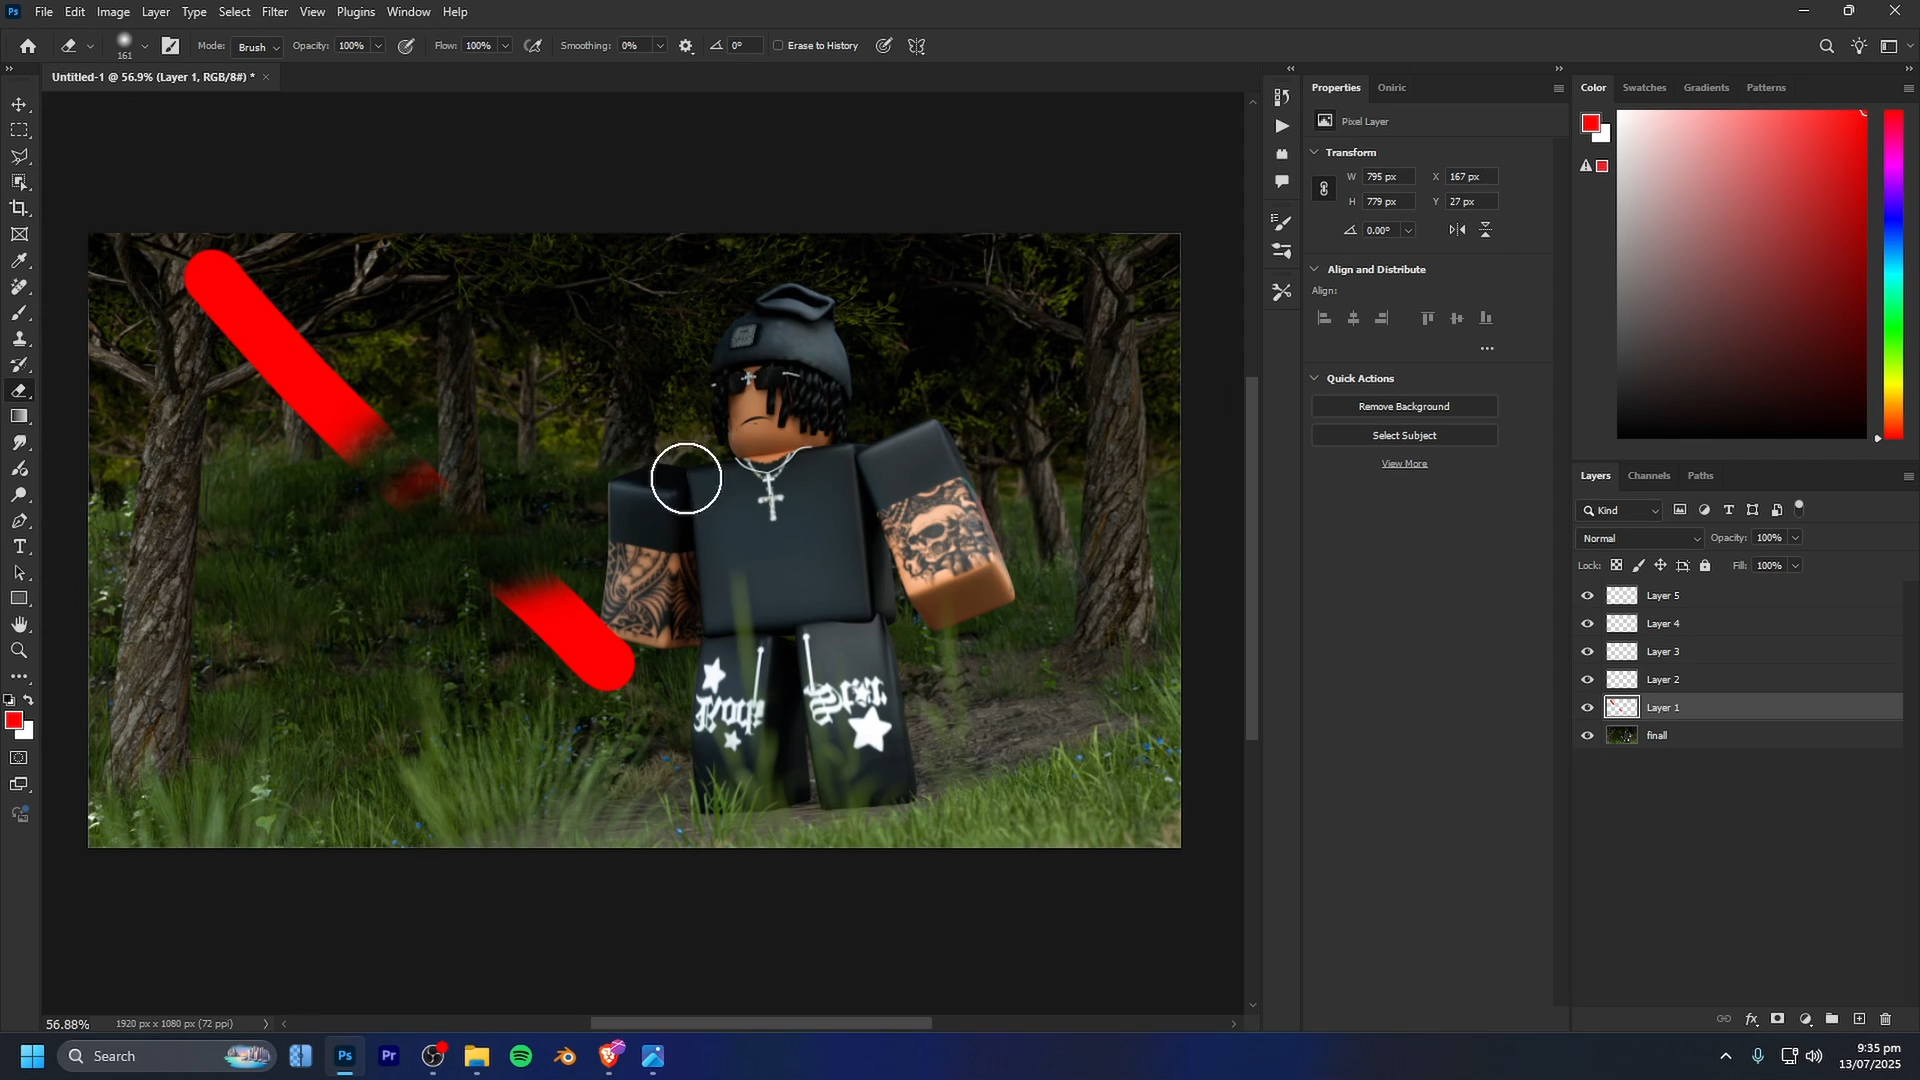 Ps File Edit Image Layer Type Select Filter View Plugins Window Help
161 Mode: Brush Opacity: 100% Flow: 100% Smoothing: 0% 0° Erase to History
Untitled-1 @ 56.9% (Layer 1, RGB/8#) * ×
Properties Oniric
Pixel Layer
Transform
W 795 px X 167 px
H 779 px Y 27 px
0.00°
Align and Distribute
Align:
Quick Actions
Remove Background
Select Subject
View More
Color Swatches Gradients Patterns
Layers Channels Paths
Kind
Normal Opacity: 100%
Lock: Fill: 100%
Layer 5
Layer 4
Layer 3
Layer 2
Layer 1
finall
Star
56.88% 1920 px x 1080 px (72 ppi)
Search Ps Pr
9:35 pm
13/07/2025